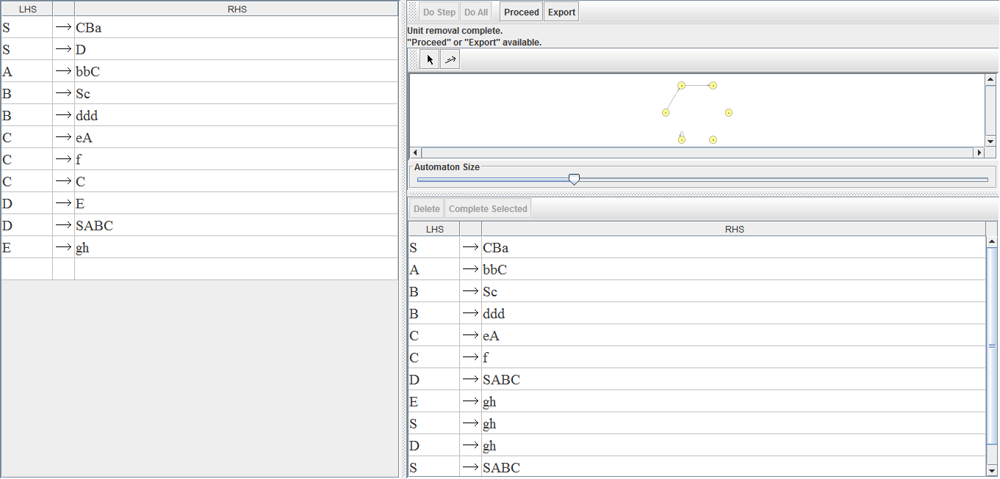 LHS RHS
S → CBa
S → D
A → bbC
B → Sc
B → ddd
C → eA
C → f
C → C
D → E
D → SABC
E → gh
Do Step Do All Proceed Export
Unit removal complete.
"Proceed" or "Export" available.
Automaton Size
Delete Complete Selected
LHS RHS
S → CBa
A → bbC
B → Sc
B → ddd
C → eA
C → f
D → SABC
E → gh
S → gh
D → gh
S → SABC